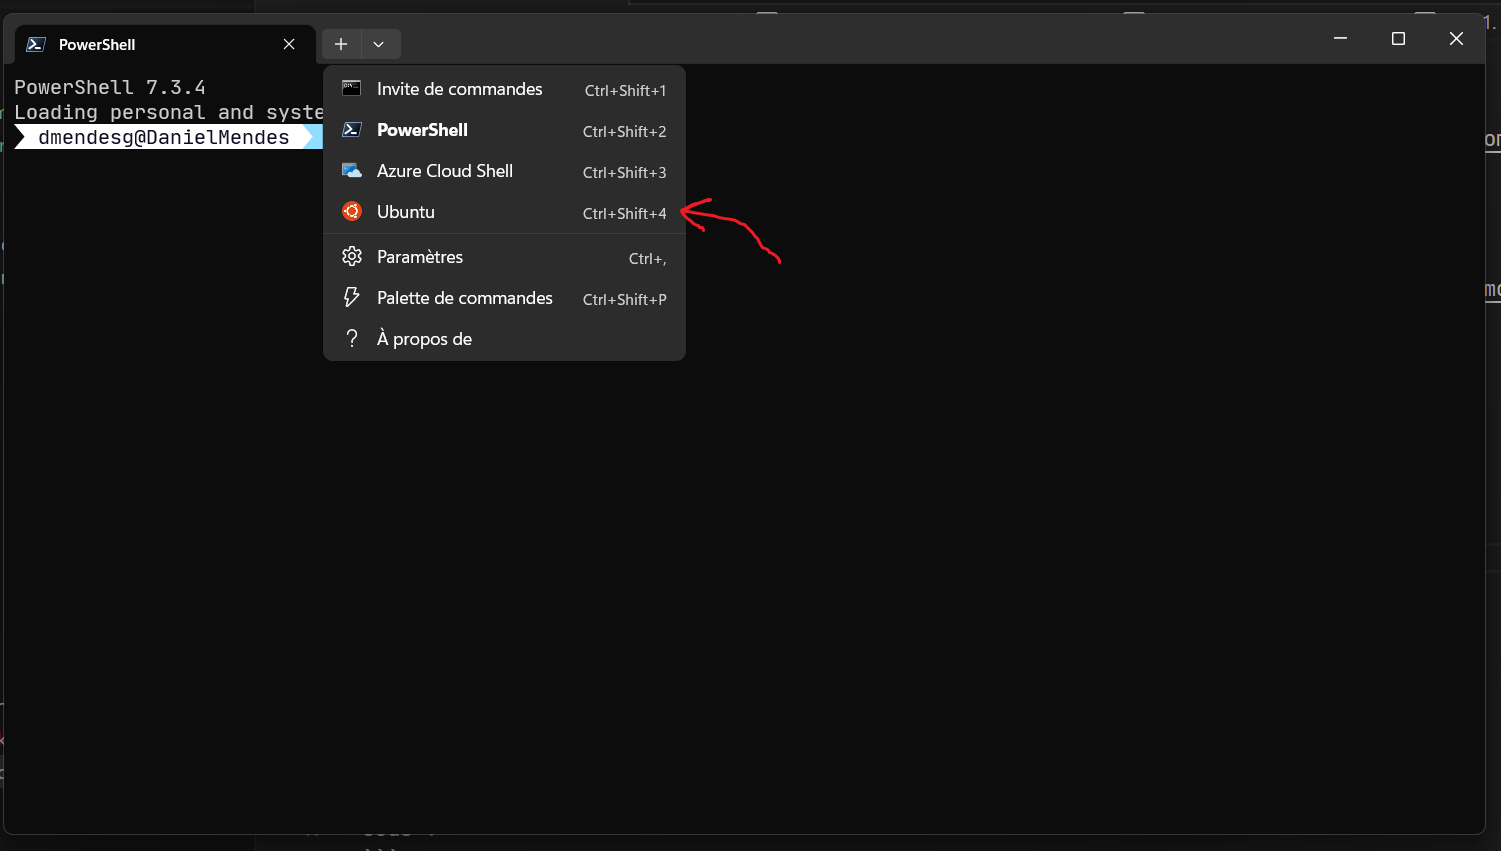 PowerShell
PowerShell 7.3.4
Loading personal and syste
dmendesg@DanielMendes
Invite de commandes Ctrl+Shift+1
PowerShell Ctrl+Shift+2
Azure Cloud Shell Ctrl+Shift+3
Ubuntu Ctrl+Shift+4
Paramètres Ctrl+,
Palette de commandes Ctrl+Shift+P
À propos de